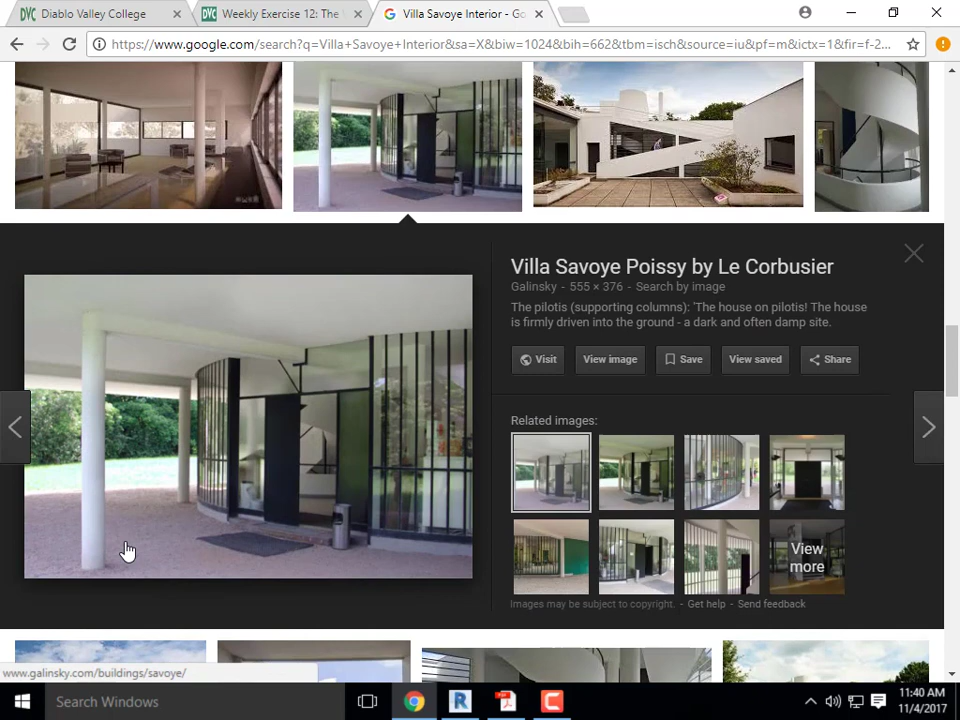 Diablo Valley College
Weekly Exercise 12: The
Villa Savoye Interior - Go
https://www.google.com/search?q=Villa+Savoye+Interior&sa=X&biw=1024&bih=662&tbm=isch&source=iu&pf=m&ictx=1&fir=f-2...
Villa Savoye Poissy by Le Corbusier
Galinsky - 555 × 376 - Search by image
The pilotis (supporting columns): 'The house on pilotis! The house
is firmly driven into the ground - a dark and often damp site.
Visit
View image
Save
View saved
Share
Related images:
View
more
Images may be subject to copyright. - Get help - Send feedback
www.galinsky.com/buildings/savoye/
Search Windows
11:40 AM
11/4/2017